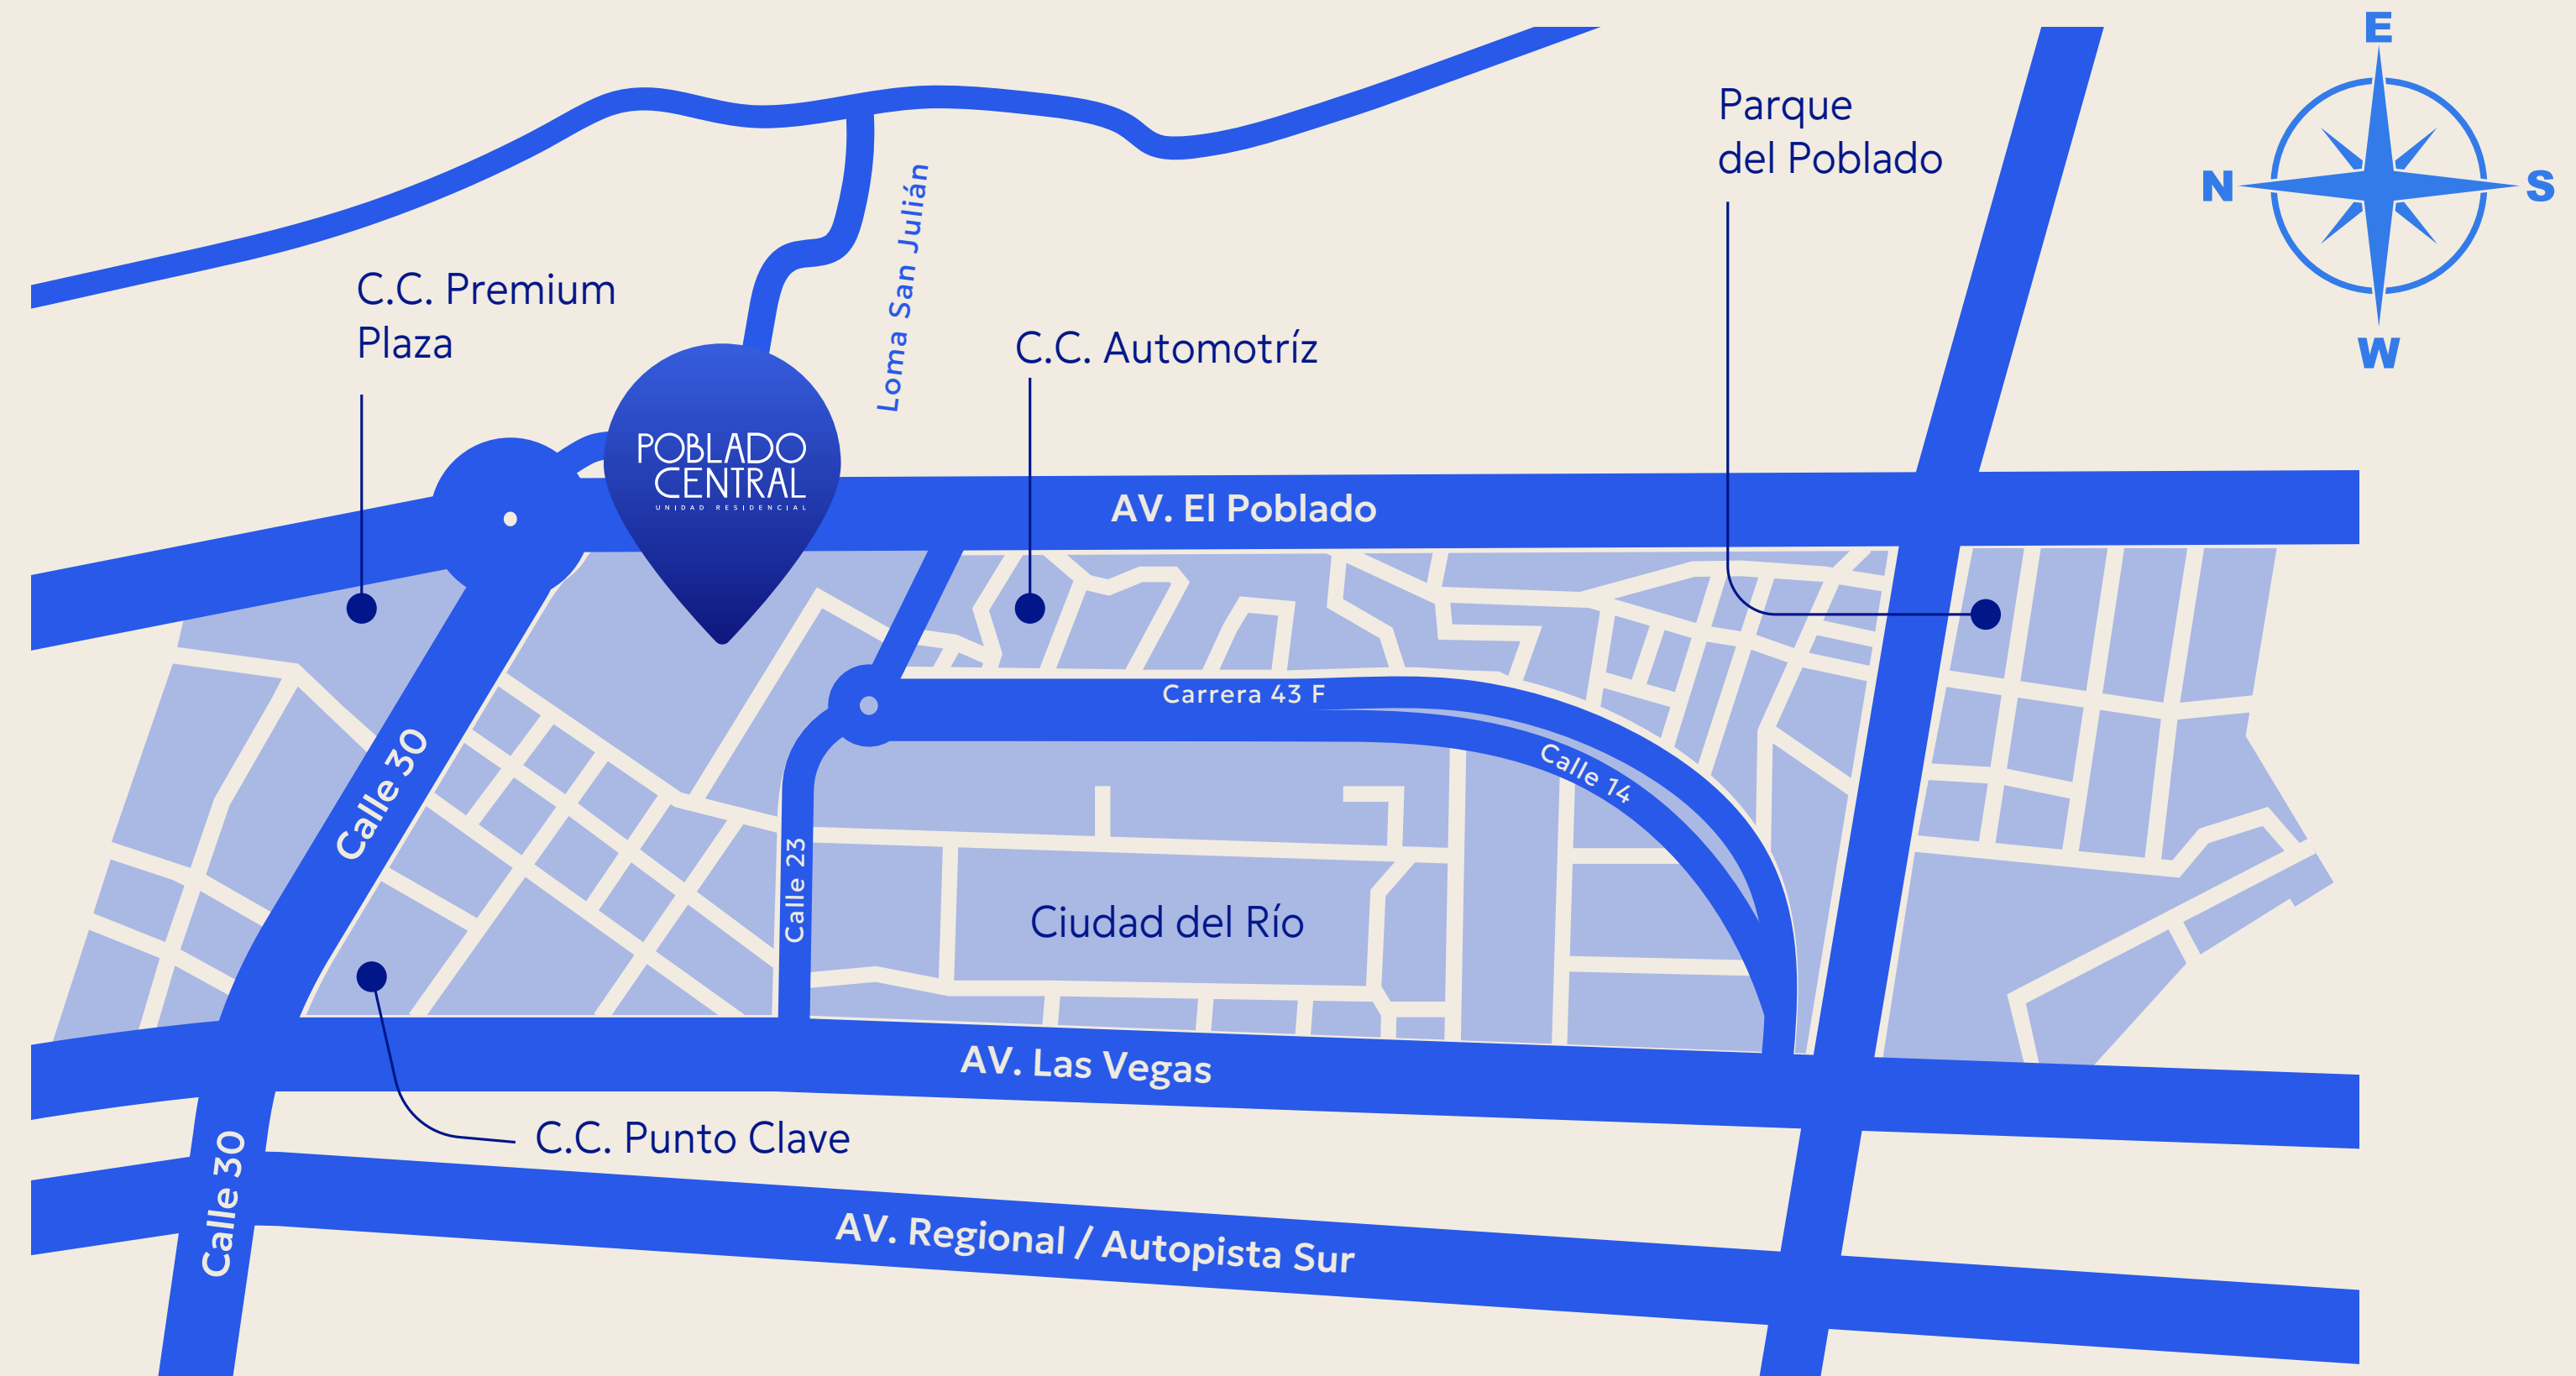 E
N
S
W
Parque
del Poblado
Loma San Julián
C.C. Premium
Plaza
C.C. Automotríz
POBLADO
CENTRAL
UNIDAD RESIDENCIAL
AV. El Poblado
Carrera 43 F
Calle 14
Calle 30
Calle 23
Ciudad del Río
AV. Las Vegas
C.C. Punto Clave
Calle 30
AV. Regional / Autopista Sur